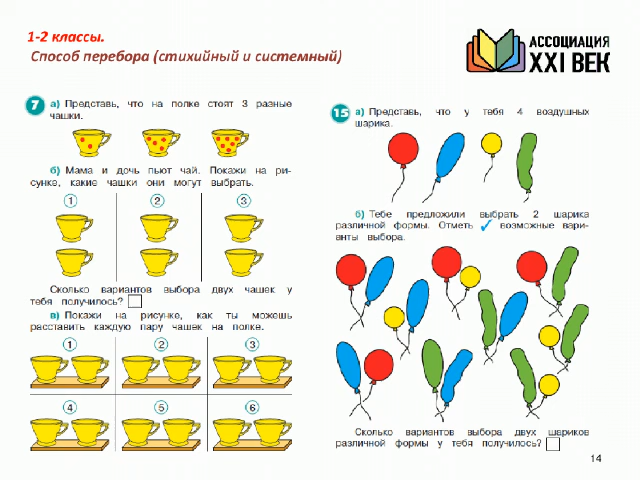 1-2 классы.
Способ перебора (стихийный и системный)
АССОЦИАЦИЯ
XXI ВЕК
7 а) Представь, что на полке стоят 3 разные
чашки.
б) Мама и дочь пьют чай. Покажи на ри-
сунке, какие чашки они могут выбрать.
1 2 3
Сколько вариантов выбора двух чашек у
тебя получилось?
в) Покажи на рисунке, как ты можешь
расставить каждую пару чашек на полке.
1 2 3
4 5 6
15 а) Представь, что у тебя 4 воздушных
шарика.
б) Тебе предложили выбрать 2 шарика
различной формы. Отметь ✓ возможные вари-
анты выбора.
Сколько вариантов выбора двух шариков
различной формы у тебя получилось?
14